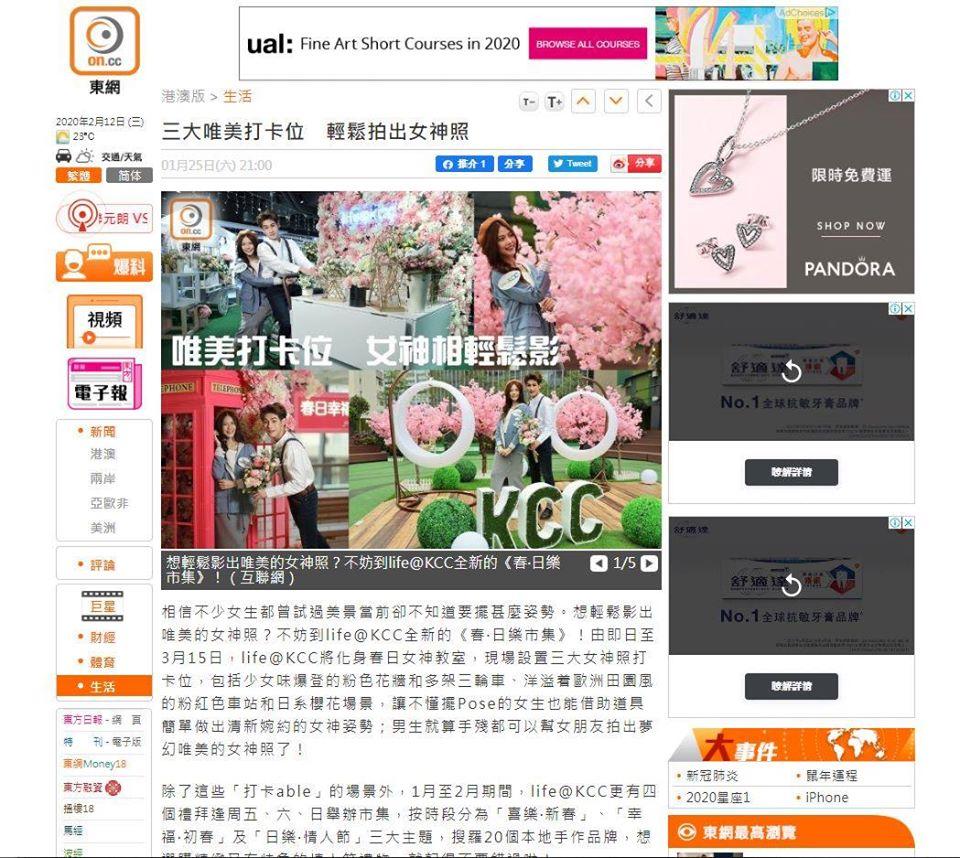 on.cc
東網
ual: Fine Art Short Courses in 2020
BROWSE ALL COURSES
AdChoices
2020年2月12日 (三)
23°C
交通/天氣
繁體
简体
元朗 VS
爆科
視頻
電子報
新聞
港澳
兩岸
亞歐非
美洲
評論
巨星
財經
體育
生活
東方日報 - 網 頁
特 刊 - 電子版
東網Money18
東方融資
馬經
港澳版 > 生活
T-
T+
三大唯美打卡位 輕鬆拍出女神照
01月25日(六) 21:00
推介 1
分享
Tweet
分享
on.cc
東網
唯美打卡位 女神相輕鬆影
PHONE
TELEPHONE
春日幸福
KCC
想輕鬆影出唯美的女神照？不妨到life@KCC全新的《春‧日樂
市集》！（互聯網）
1/5
相信不少女生都曾試過美景當前卻不知道要擺甚麼姿勢。想輕鬆影出
唯美的女神照？不妨到life@KCC全新的《春‧日樂市集》！由即日至
3月15日，life@KCC將化身春日女神教室，現場設置三大女神照打
卡位，包括少女味爆登的粉色花牆和多架三輪車、洋溢着歐洲田園風
的粉紅色車站和日系櫻花場景，讓不懂擺Pose的女生也能借助道具
簡單做出清新婉約的女神姿勢；男生就算手殘都可以幫女朋友拍出夢
幻唯美的女神照了！
除了這些「打卡able」的場景外，1月至2月期間，life@KCC更有四
個禮拜逢周五、六、日舉辦市集，按時段分為「喜樂‧新春」、「幸
福‧初春」及「日樂‧情人節」三大主題，搜羅20個本地手作品牌，想
限時免費運
SHOP NOW
PANDORA
舒適達
舒適達
No.1 全球抗敏牙膏品牌
瞭解詳情
舒適達
舒適達
No.1 全球抗敏牙膏品牌
瞭解詳情
大事件
新冠肺炎
鼠年運程
2020星座1
iPhone
東網最高瀏覽